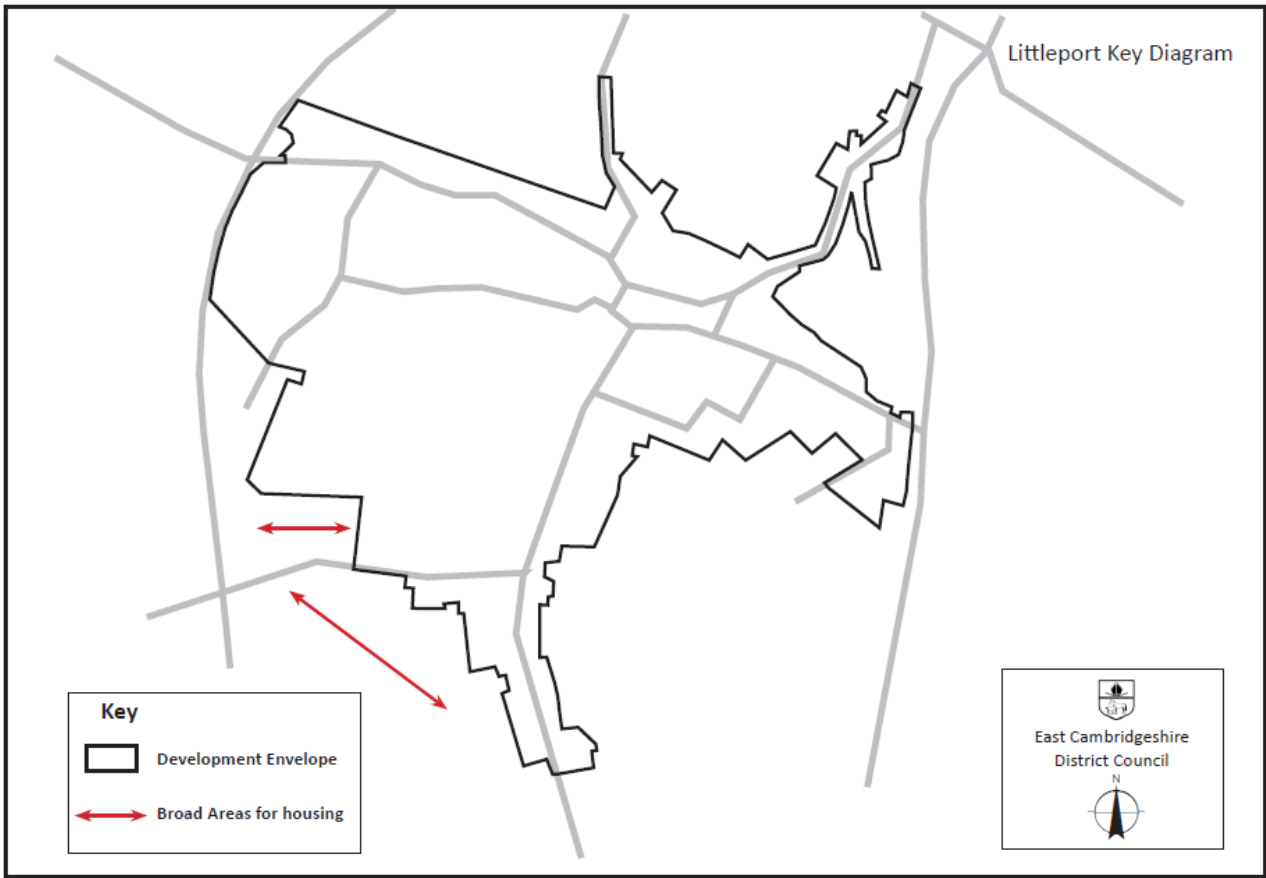 Littleport Key Diagram
Key
Development Envelope
Broad Areas for housing
East Cambridgeshire
District Council
N